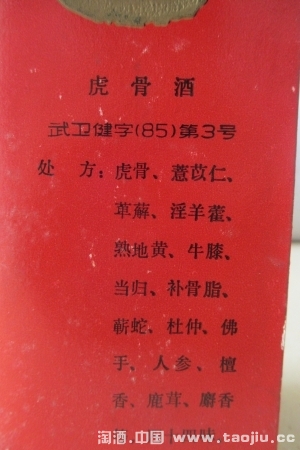 虎骨酒
武卫健字(85)第3号
处方:虎骨、薏苡仁、
萆薢、淫羊藿、
熟地黄、牛膝、
当归、补骨脂、
蕲蛇、杜仲、佛
手、人参、檀
香、鹿茸、麝香
淘酒.中国 www.taojiu.cc